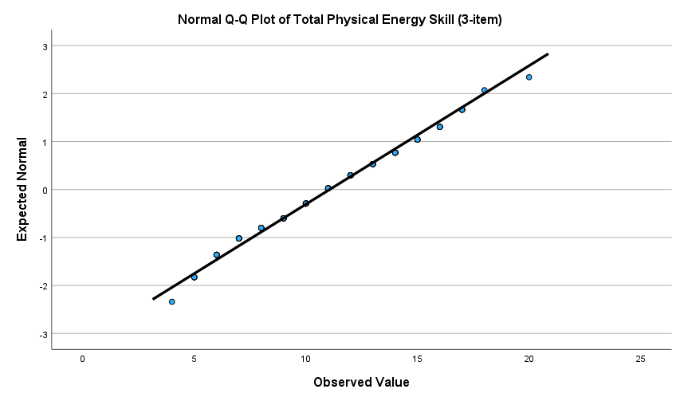 Normal Q-Q Plot of Total Physical Energy Skill (3-item)
3
2
1
0
-1
-2
-3
Expected Normal
0 5 10 15 20 25
Observed Value